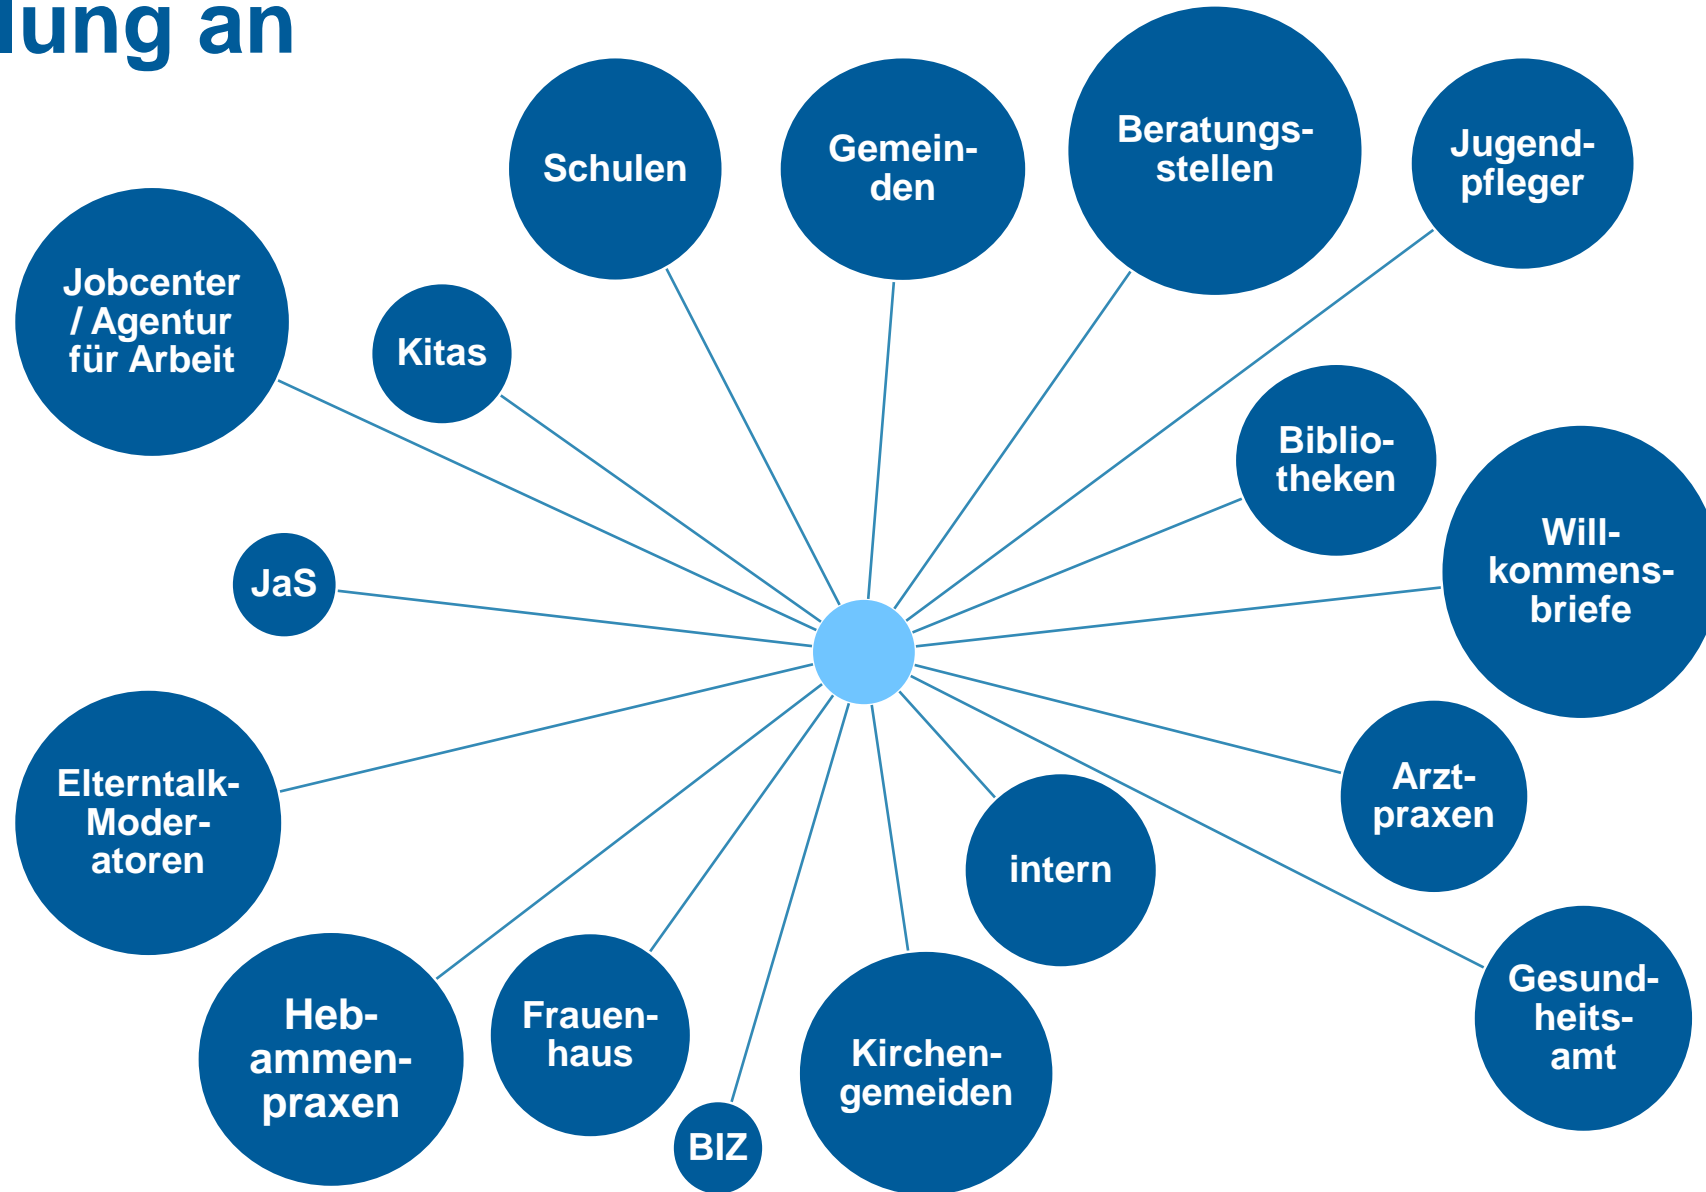 lung an
Schulen
Gemein-
den
Beratungs-
stellen
Jugend-
pfleger
Jobcenter
/ Agentur
für Arbeit
Kitas
Biblio-
theken
Will-
kommens-
briefe
JaS
Elterntalk-
Moder-
atoren
Arzt-
praxen
intern
Heb-
ammen-
praxen
Frauen-
haus
Kirchen-
gemeiden
Gesund-
heits-
amt
BIZ